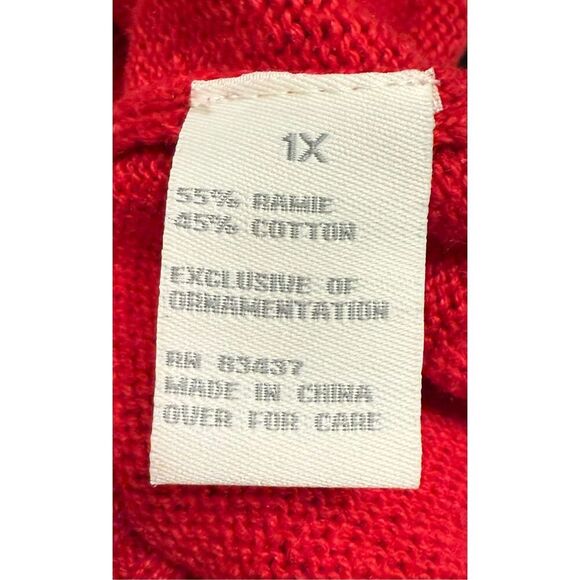 1X
55% RAMIE
45% COTTON
EXCLUSIVE OF
ORNAMENTATION
RN 83437
MADE IN CHINA
OVER FOR CARE